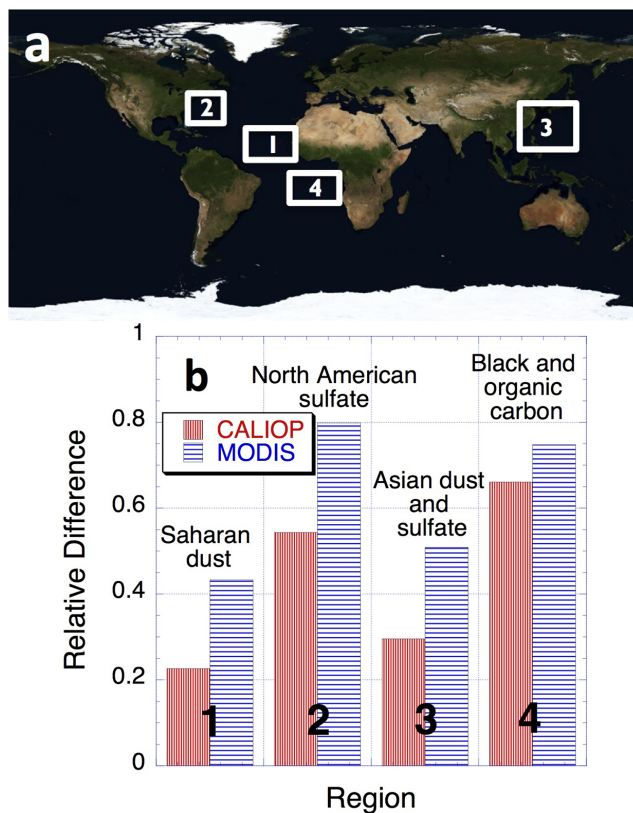 a
2
1
3
4
1
b
Black and
organic
carbon
North American
sulfate
0.8
CALIOP
MODIS
Asian dust
and
sulfate
0.6
Saharan
dust
0.4
0.2
0
Relative Difference
1
2
3
4
Region